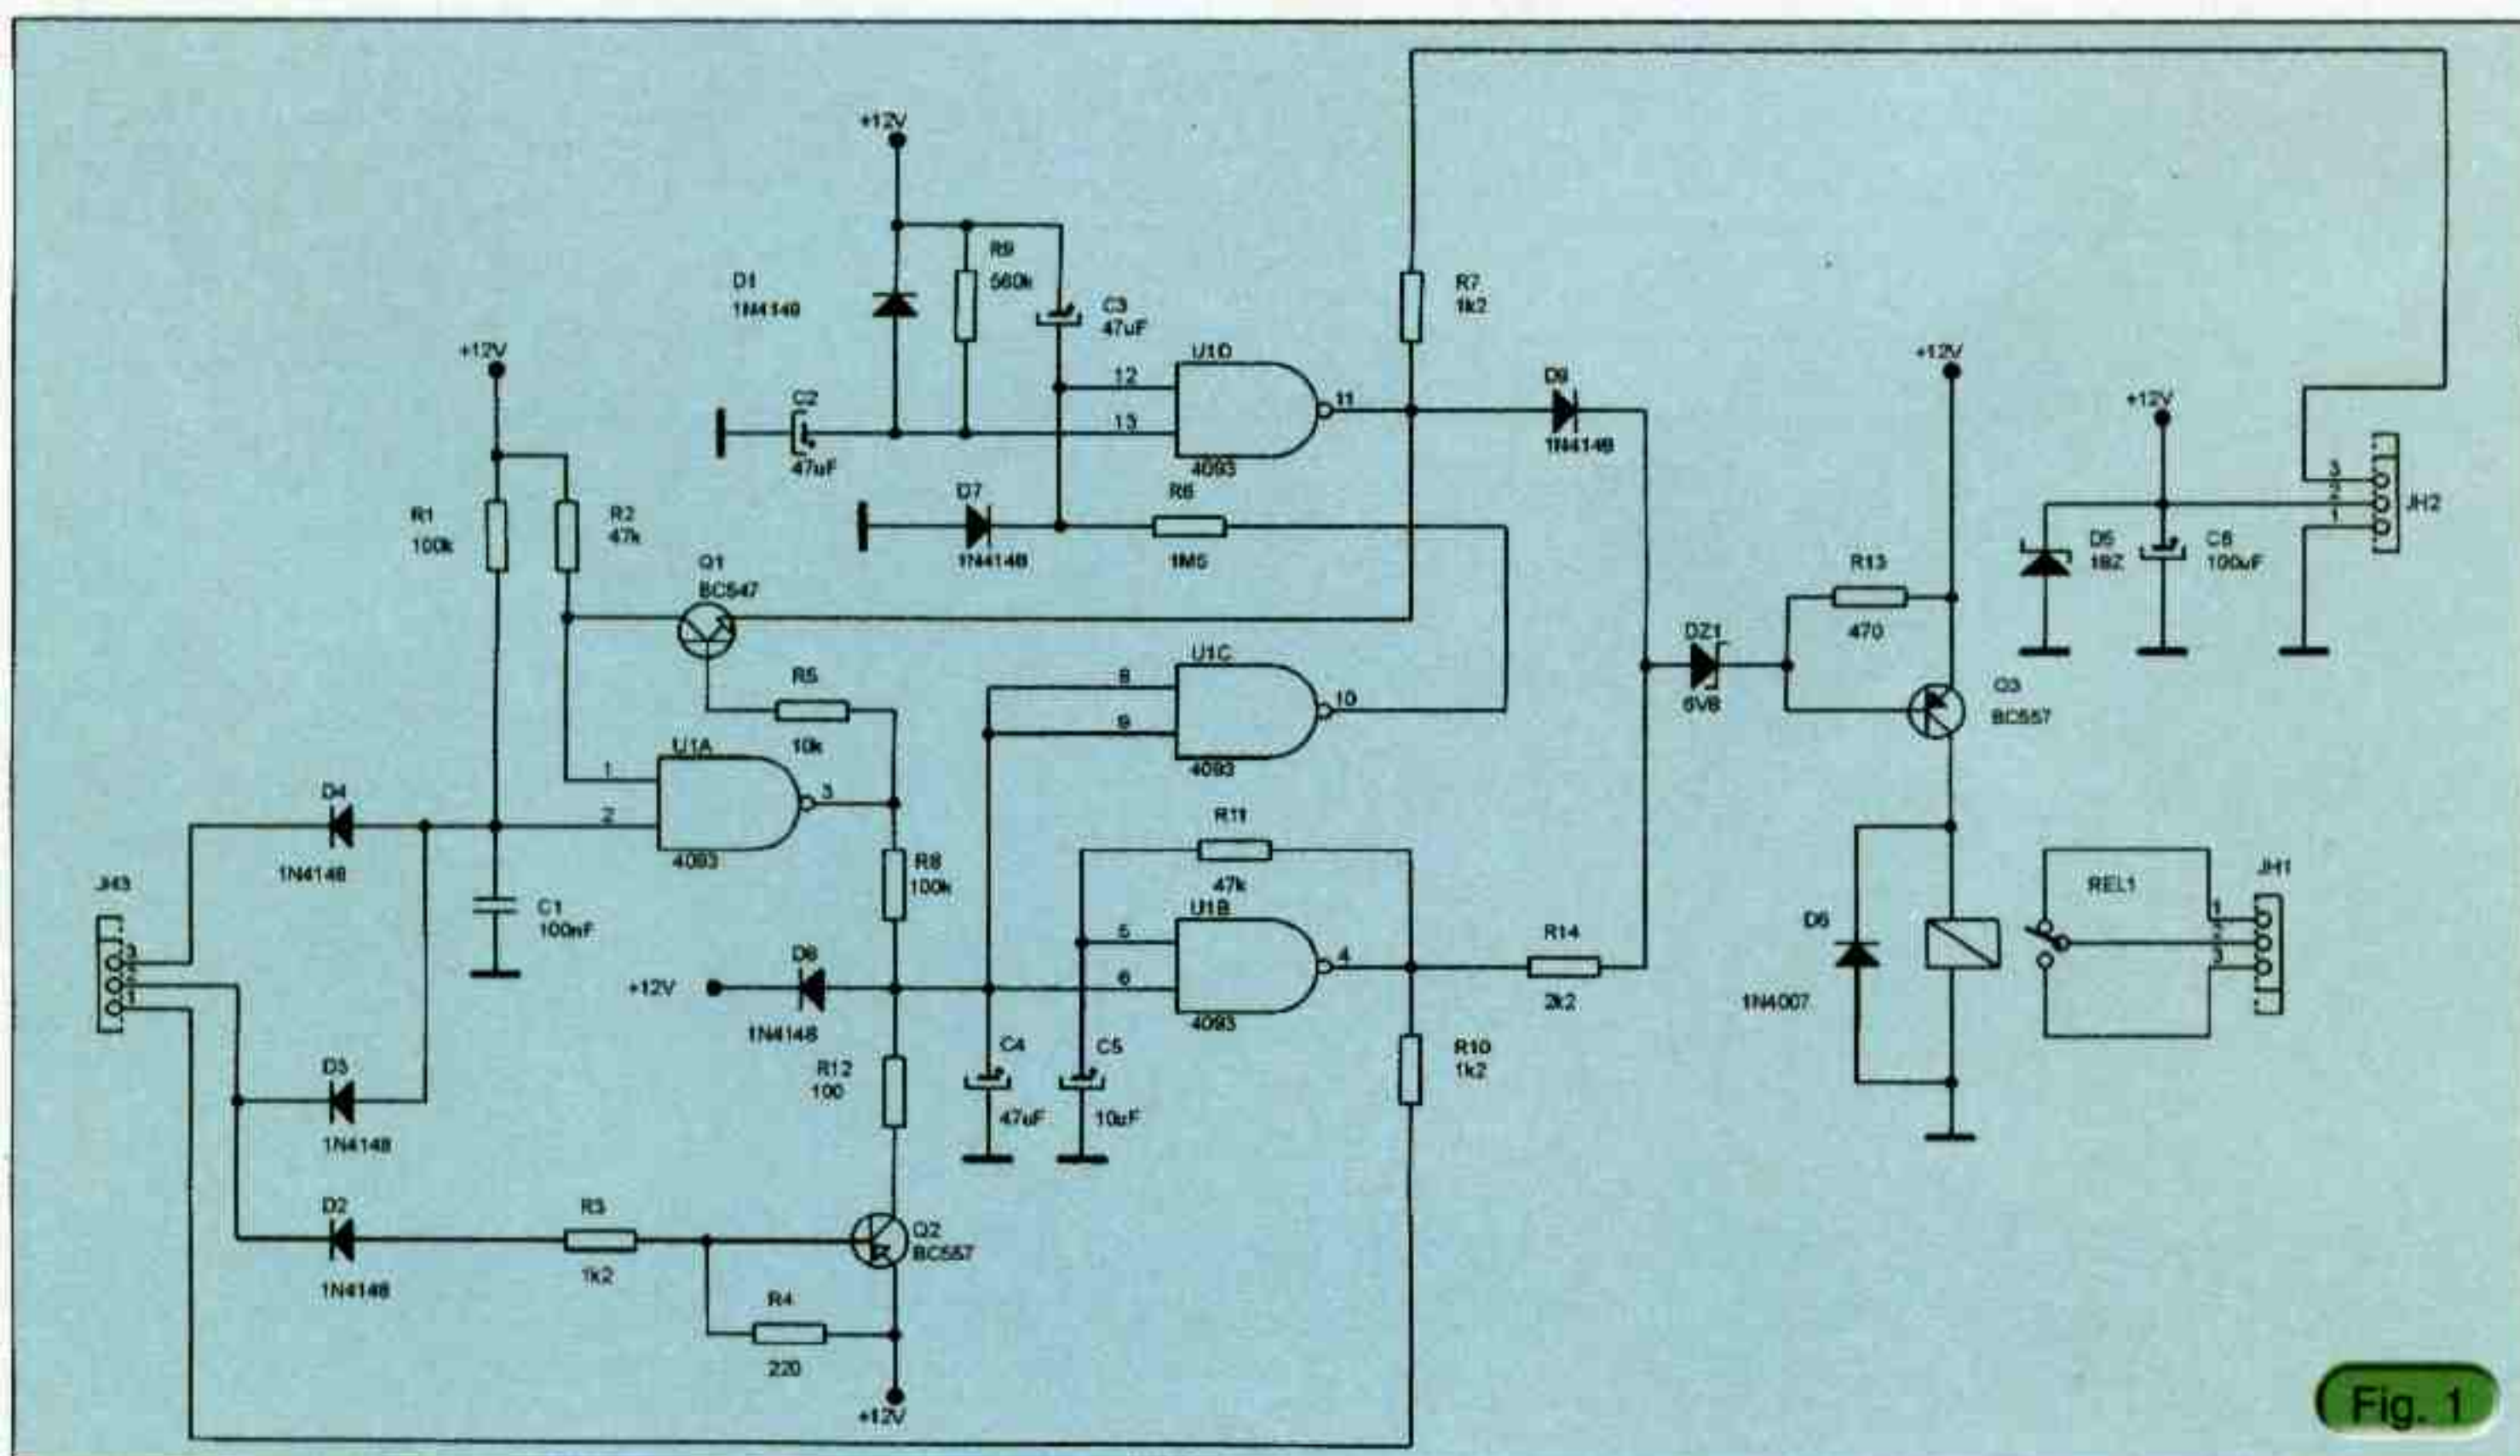 +12V
R9
560k
D1
1N4148
C3
47uF
R7
1k2
+12V
U1D
+12V
12
11
D9
13
1N4148
C2
47uF
4093
+12V
3
2
1
JH2
R1
100k
R2
47k
D7
1N4148
R6
1M5
D5
18Z
C6
100uF
Q1
BC547
R13
470
U1C
DZ1
6V8
R5
10k
8
9
10
4093
Q3
BC557
U1A
1
2
3
4093
D4
1N4148
R11
47k
R8
100k
U1B
JH3
3
2
1
C1
100nF
REL1
JH1
1
2
3
5
6
4
4093
R14
2k2
D6
1N4007
D8
+12V
1N4148
C4
47uF
C5
10uF
R10
1k2
R12
100
D3
1N4148
D2
1N4148
R3
1k2
Q2
BC557
R4
220
+12V
Fig. 1